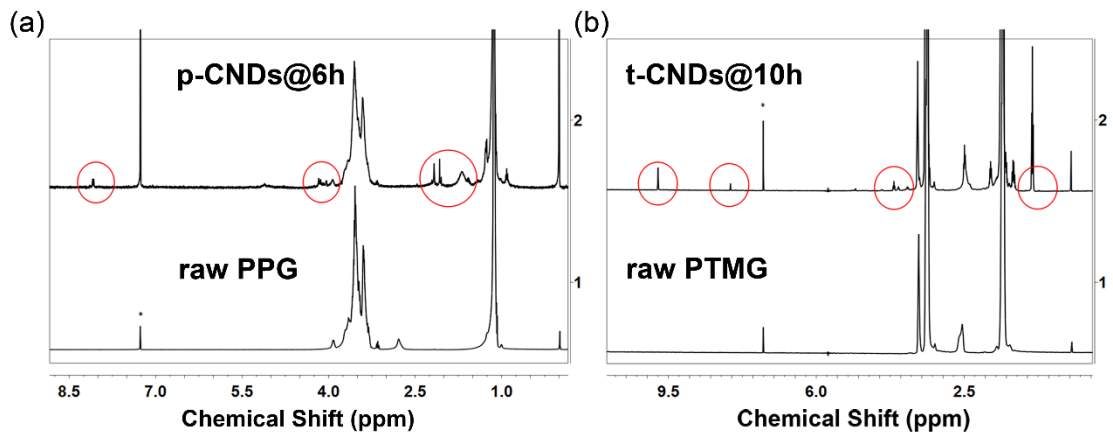 (a)
p-CNDs@6h
2
*
raw PPG
1
8.5 7.0 5.5 4.0 2.5 1.0
Chemical Shift (ppm)
(b)
t-CNDs@10h
*
2
raw PTMG
1
9.5 6.0 2.5
Chemical Shift (ppm)